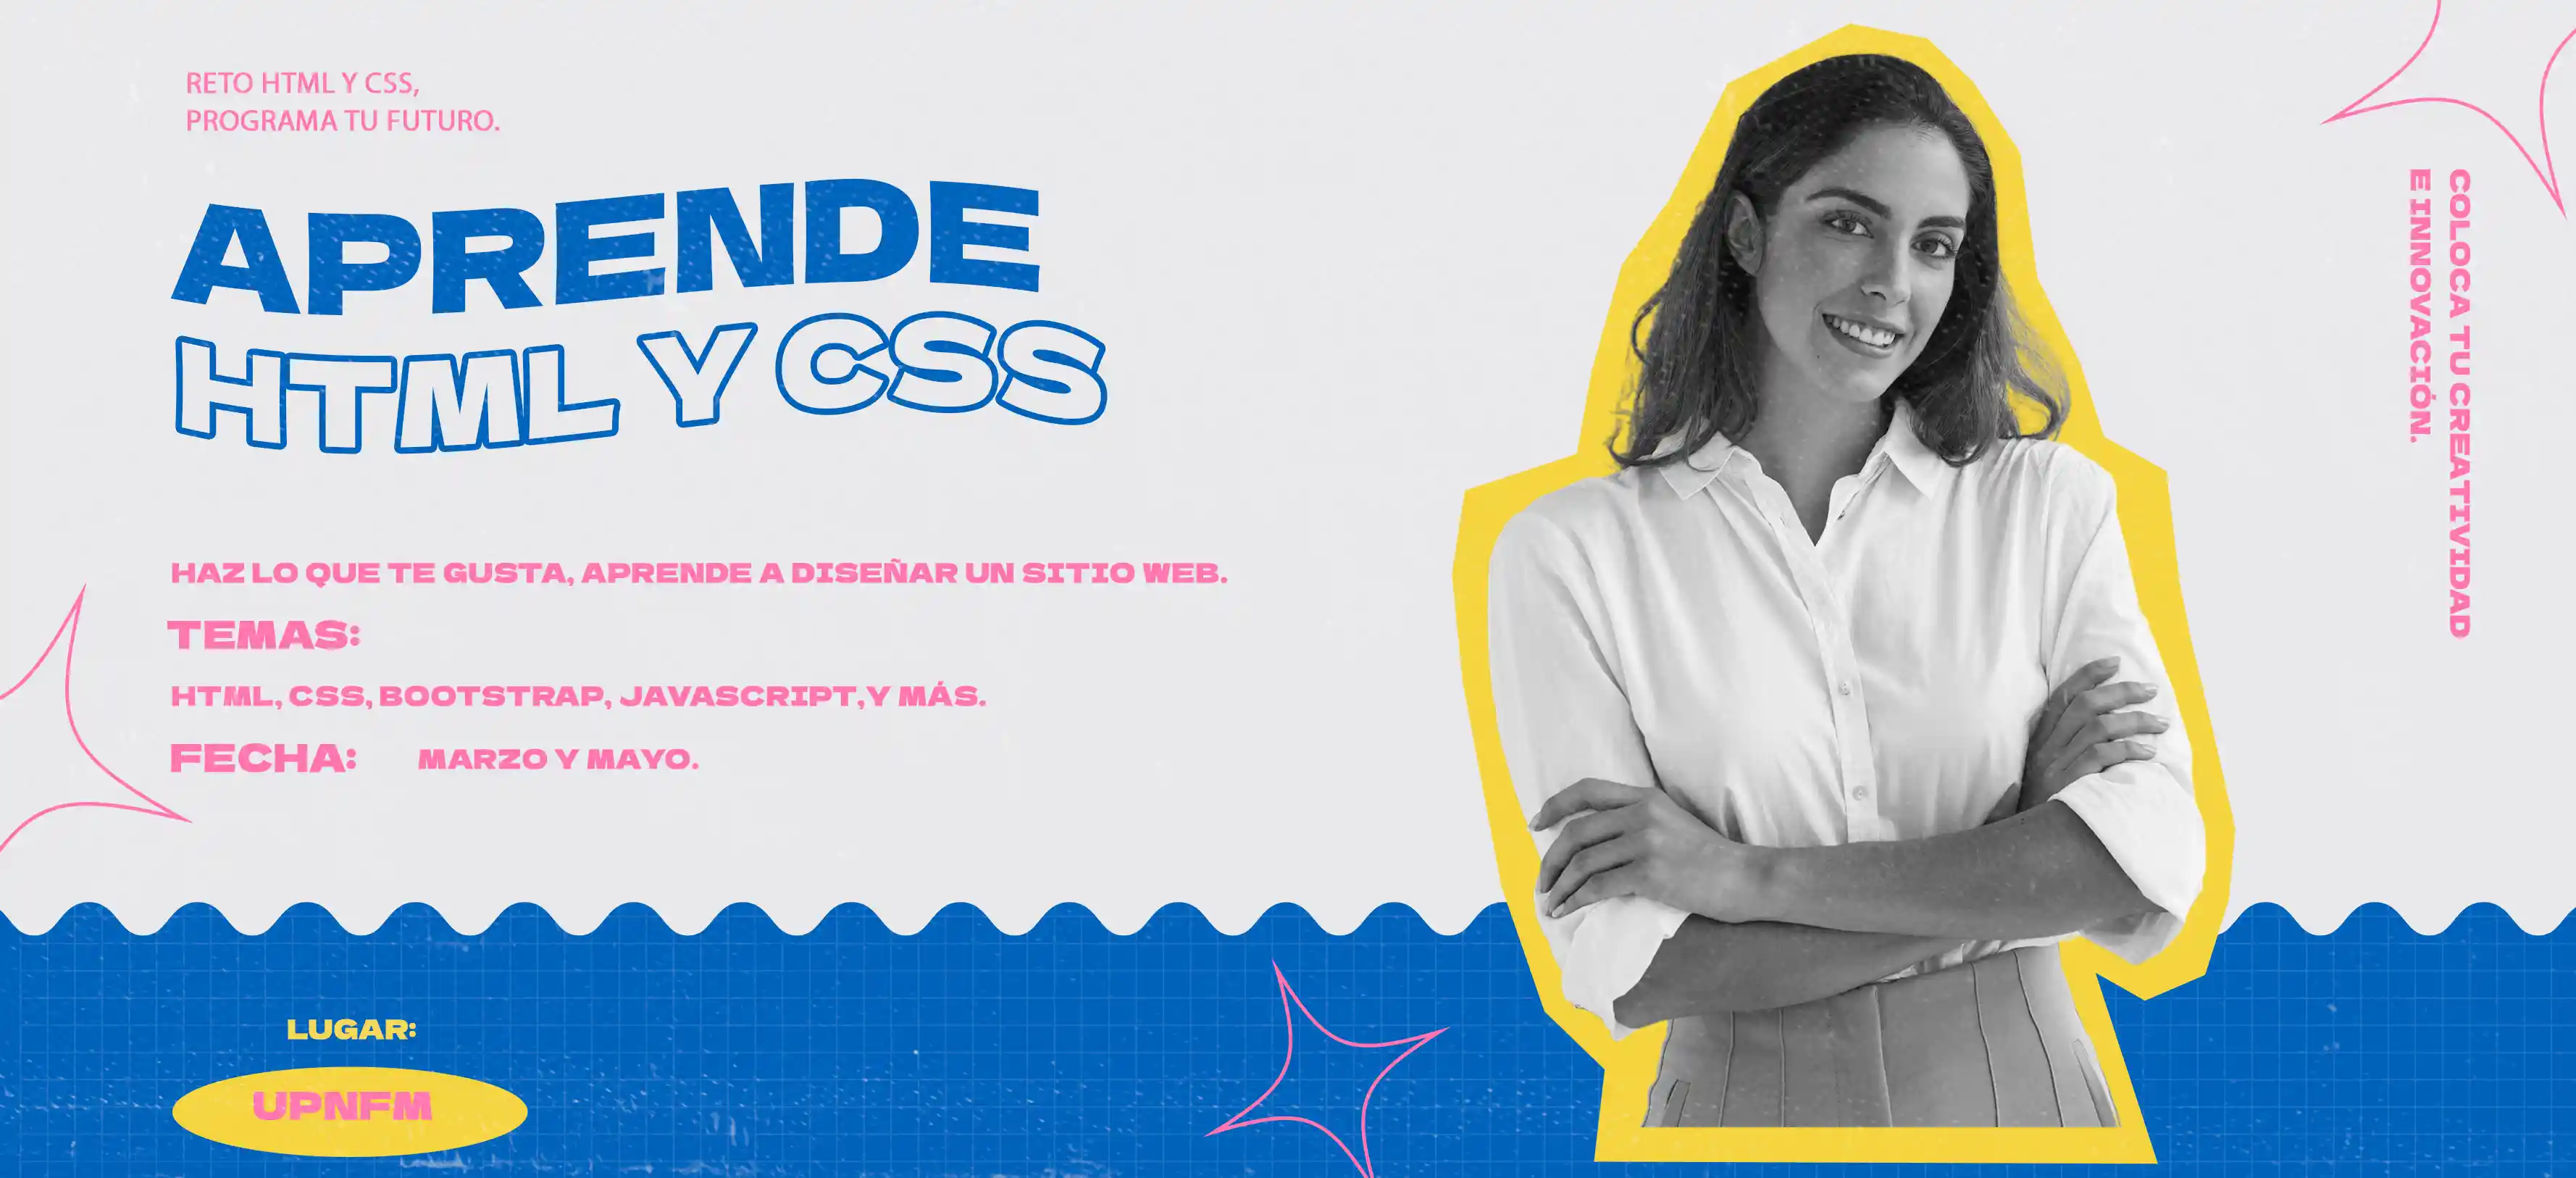 RETO HTML Y CSS,
PROGRAMA TU FUTURO.
APRENDE
HTML Y CSS
HAZ LO QUE TE GUSTA, APRENDE A DISEÑAR UN SITIO WEB.
TEMAS:
HTML, CSS, BOOTSTRAP, JAVASCRIPT,Y MÁS.
FECHA: MARZO Y MAYO.
LUGAR:
UPNFM
COLOCA TU CREATIVIDAD
E INNOVACIÓN.